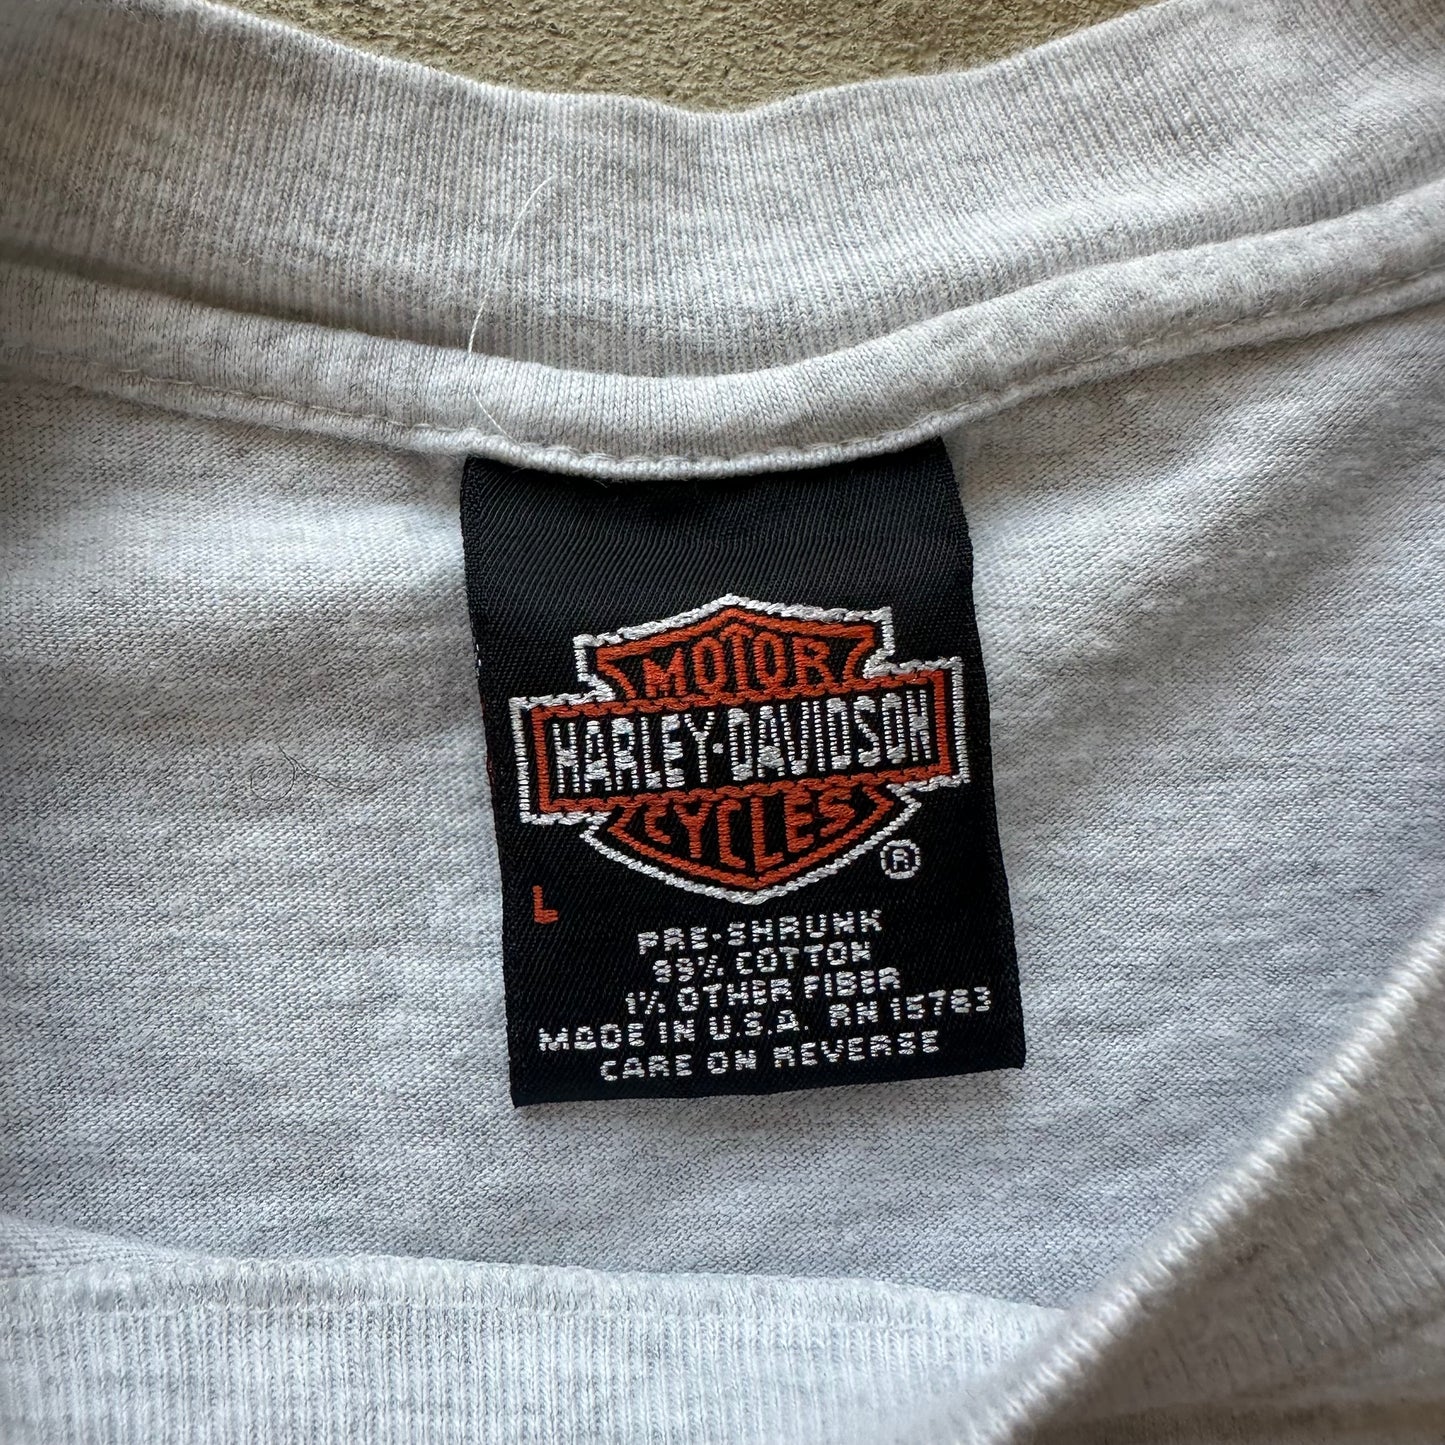 MOTOR
HARLEY-DAVIDSON
CYCLES
®
L
PRE-SHRUNK
99% COTTON
1% OTHER FIBER
MADE IN U.S.A. RN 15763
CARE ON REVERSE